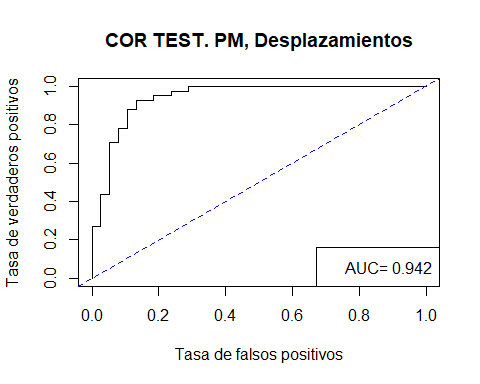 COR TEST. PM, Desplazamientos
Tasa de verdaderos positivos
1.0
0.8
0.6
0.4
0.2
0.0
AUC= 0.942
0.0 0.2 0.4 0.6 0.8 1.0
Tasa de falsos positivos